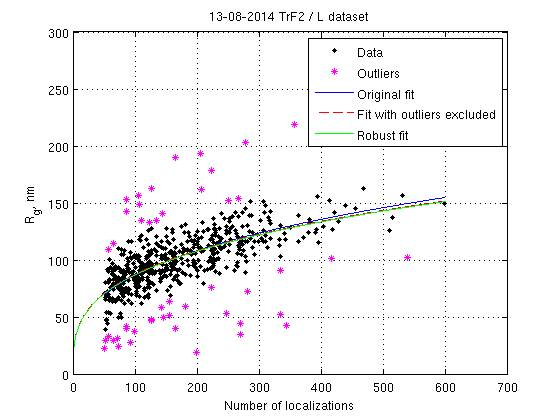 13-08-2014 TrF2 / L dataset
300
250
200
150
100
50
0
Rg, nm
0 100 200 300 400 500 600 700
Number of localizations
Data
Outliers
Original fit
Fit with outliers excluded
Robust fit